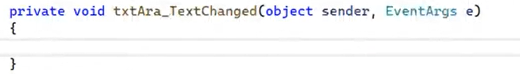 private void txtAra_TextChanged(object sender, EventArgs e)
{
}